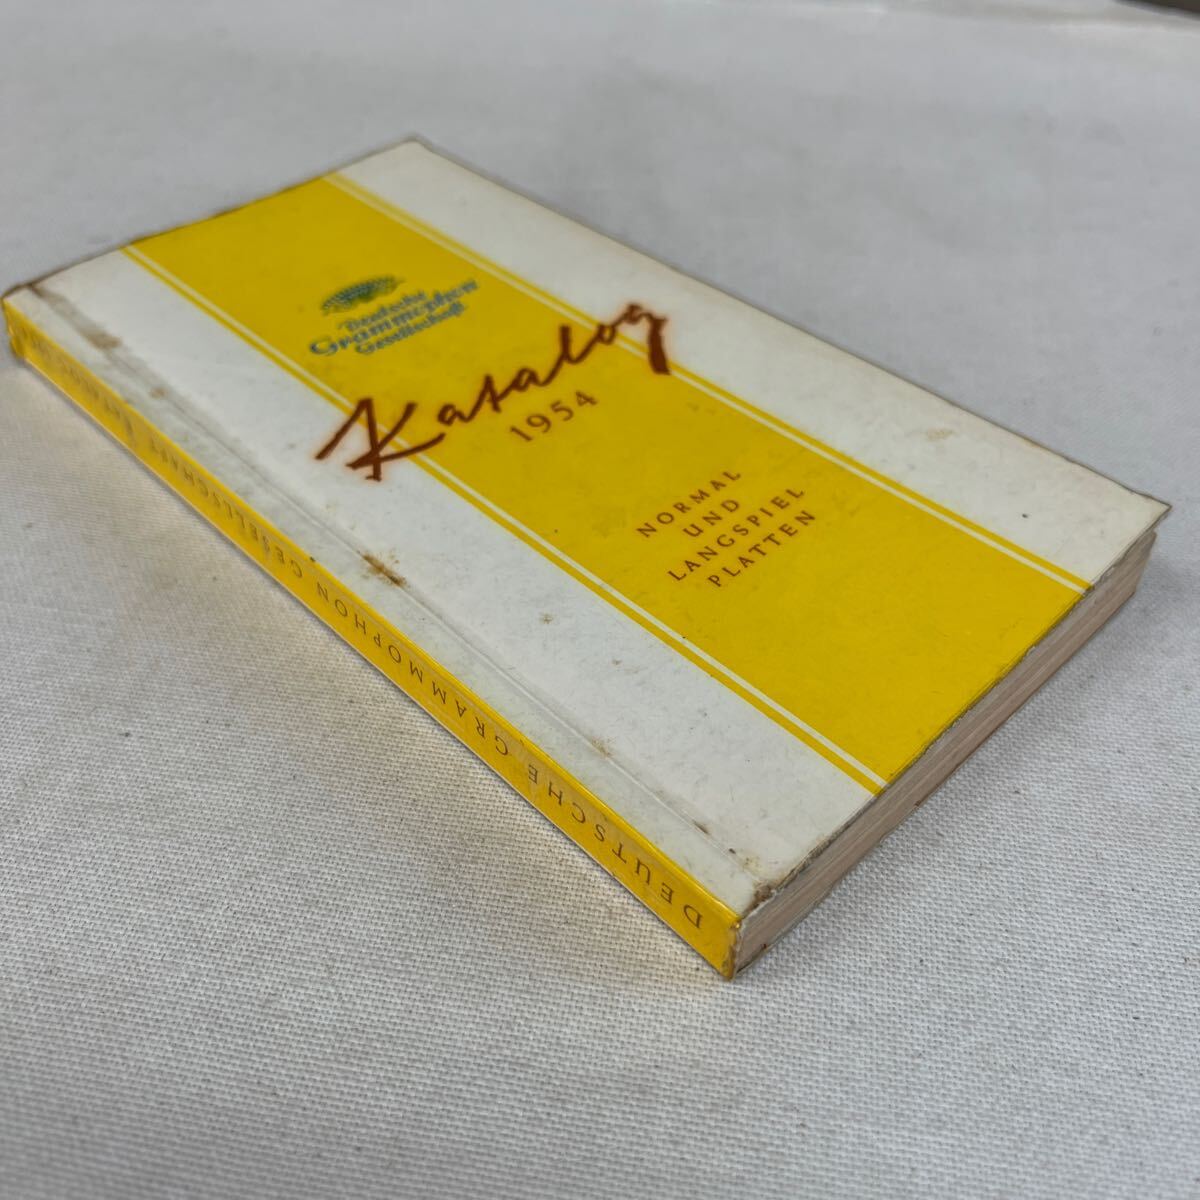 Deutsche
Grammophon
Gesellschaft
Katalog
1954
NORMAL
UND
LANGSPIEL
PLATTEN
DEUTSCHE GRAMMOPHON GESELLSCHAFT